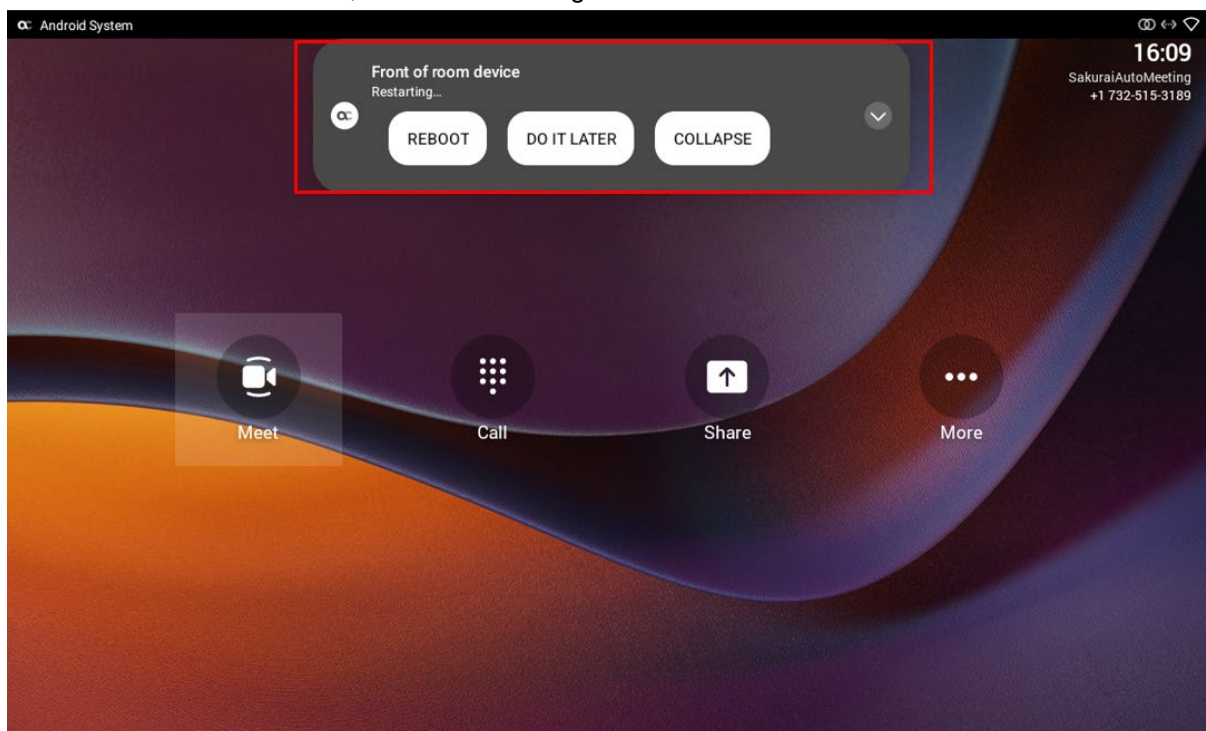 Android System
16:09
SakuraiAutoMeeting
+1 732-515-3189
Front of room device
Restarting...
REBOOT DO IT LATER COLLAPSE
Meet Call Share More